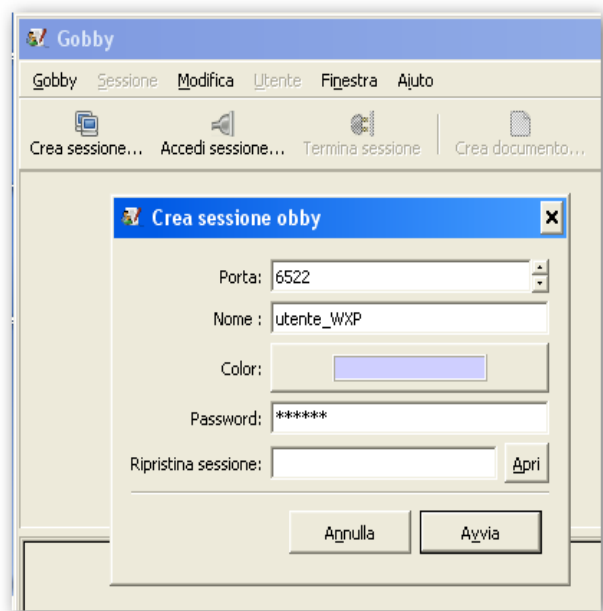 Gobby
Gobby Sessione Modifica Utente Finestra Aiuto
Crea sessione... Accedi sessione... Termina sessione Crea documento...
Crea sessione obby
Porta: 6522
Nome : utente_WXP
Color:
Password: ******
Ripristina sessione: Apri
Annulla Avvia